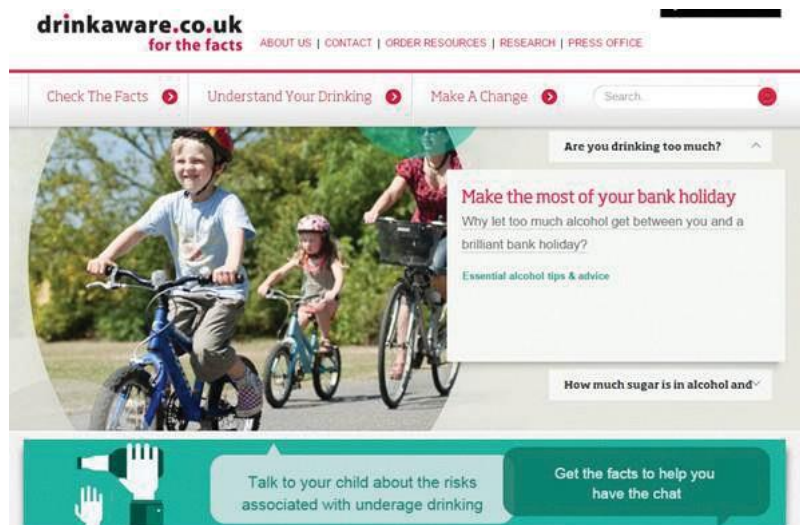 drinkaware.co.uk
for the facts
ABOUT US | CONTACT | ORDER RESOURCES | RESEARCH | PRESS OFFICE
Check The Facts
Understand Your Drinking
Make A Change
Search.
Are you drinking too much?
Make the most of your bank holiday
Why let too much alcohol get between you and a
brilliant bank holiday?
Essential alcohol tips & advice
How much sugar is in alcohol and
Talk to your child about the risks
associated with underage drinking
Get the facts to help you
have the chat